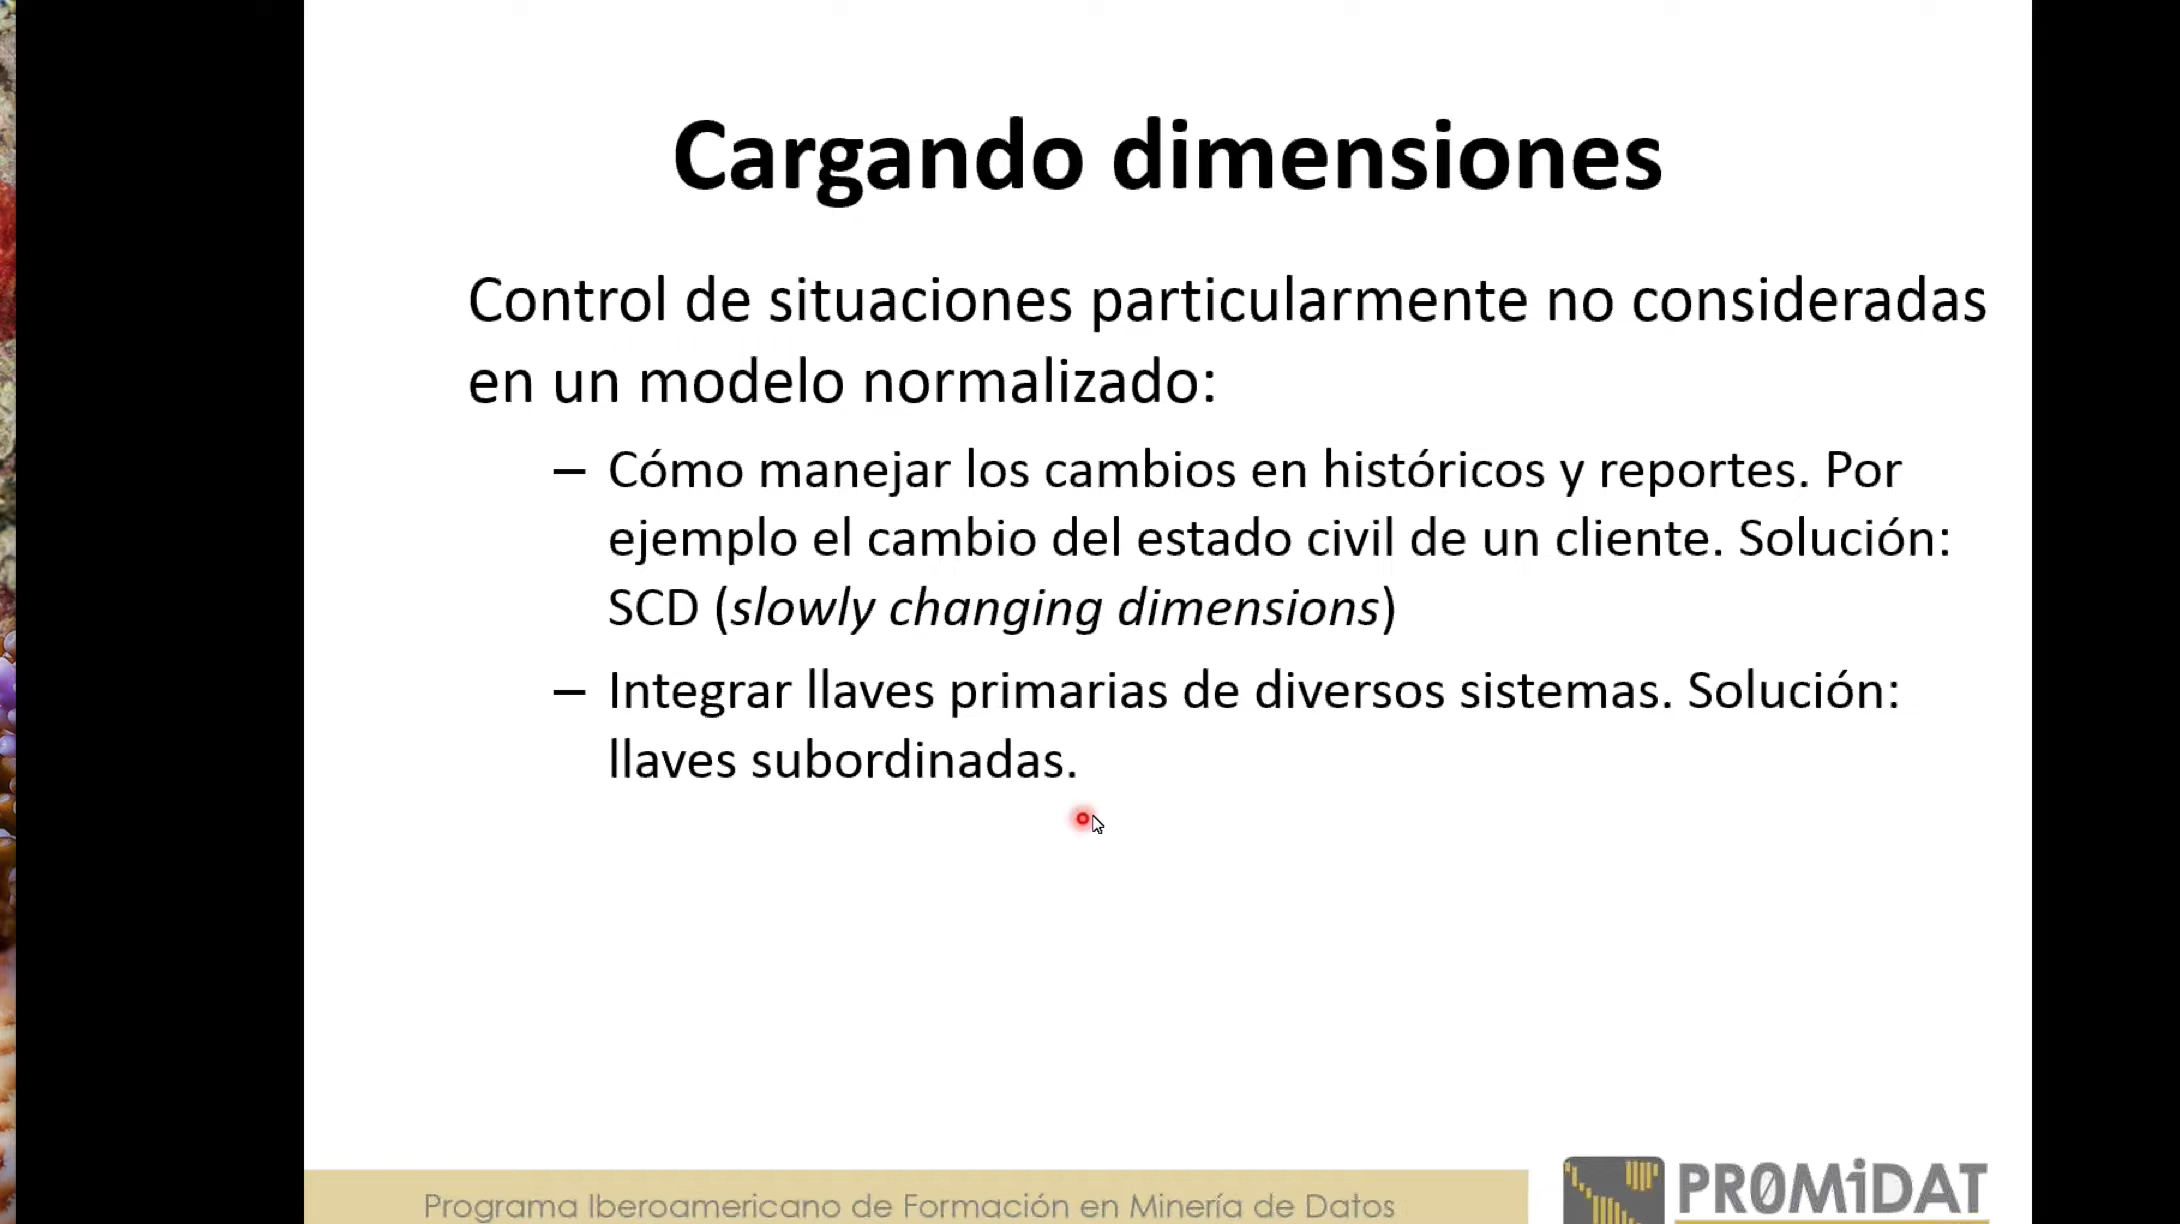 Cargando dimensiones
Control de situaciones particularmente no consideradas
en un modelo normalizado:
– Cómo manejar los cambios en históricos y reportes. Por
ejemplo el cambio del estado civil de un cliente. Solución:
SCD (slowly changing dimensions)
– Integrar llaves primarias de diversos sistemas. Solución:
llaves subordinadas.
Programa Iberoamericano de Formación en Minería de Datos
PR0MiDAT